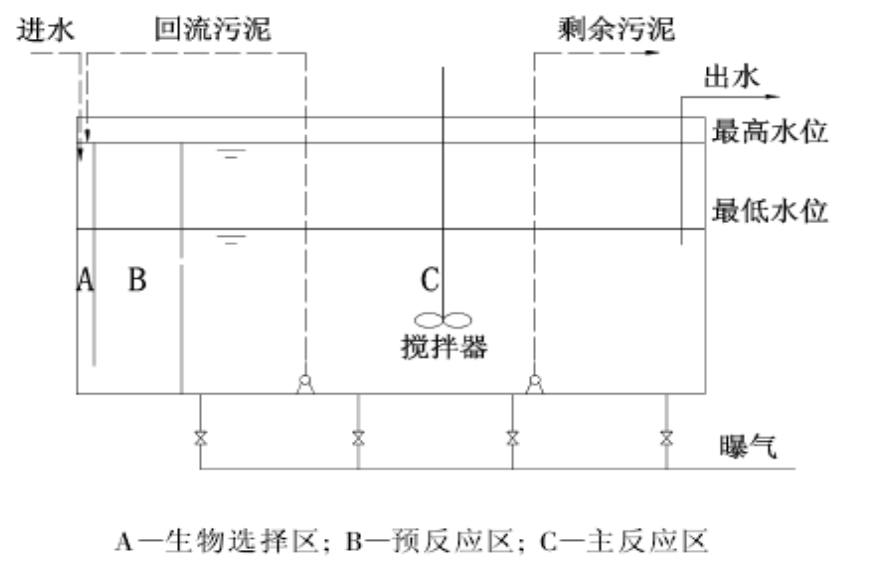 进水 回流污泥 剩余污泥
出水
最高水位
最低水位
A B C
搅拌器
曝气
A—生物选择区; B—预反应区; C—主反应区